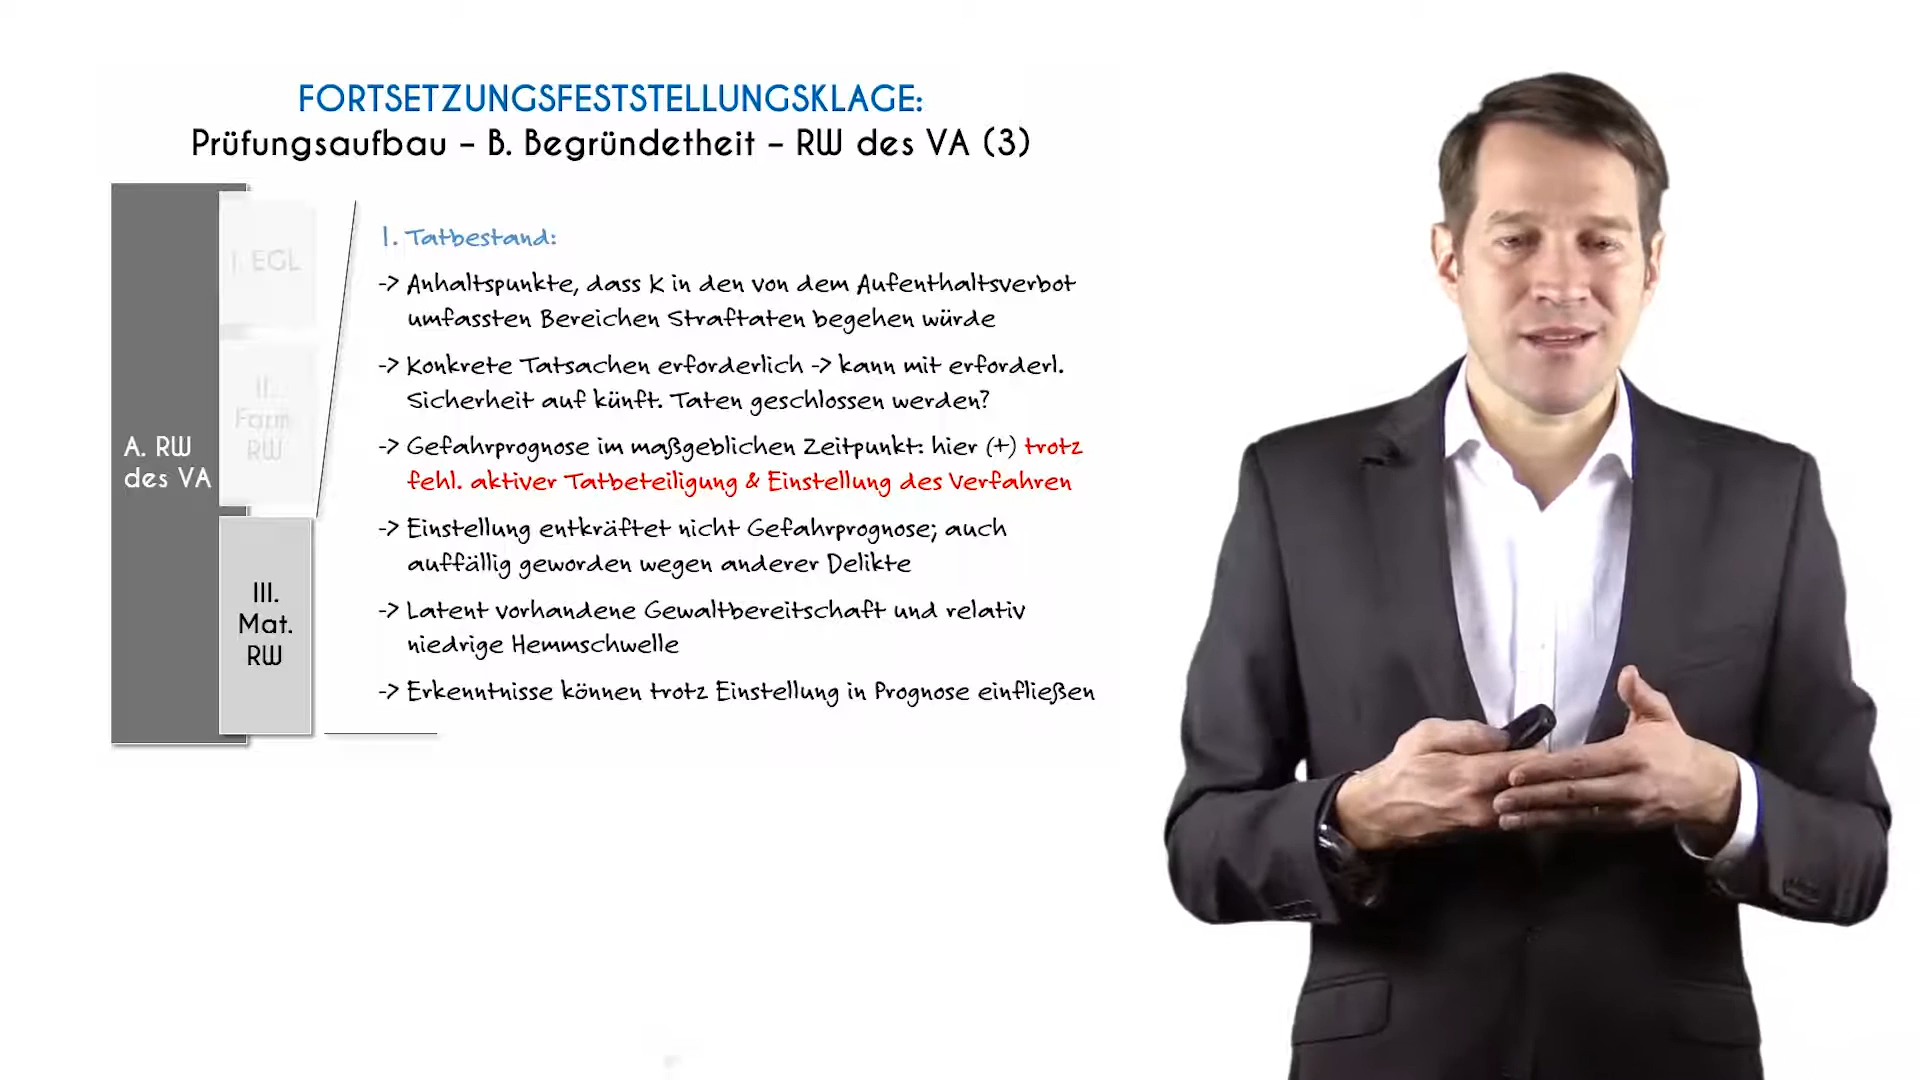 FORTSETZUNGSFESTSTELLUNGSKLAGE:
Prüfungsaufbau – B. Begründetheit – RW des VA (3)
A. RW
des VA
I. EGL
II.
Form.
RW
III.
Mat.
RW
1. Tatbestand:
-> Anhaltspunkte, dass K in den von dem Aufenthaltsverbot
umfassten Bereichen Straftaten begehen würde
-> Konkrete Tatsachen erforderlich -> kann mit erforderl.
Sicherheit auf künft. Taten geschlossen werden?
-> Gefahrprognose im maßgeblichen Zeitpunkt: hier (+) trotz
fehl. aktiver Tatbeteiligung & Einstellung des Verfahren
-> Einstellung entkräftet nicht Gefahrprognose; auch
auffällig geworden wegen anderer Delikte
-> Latent vorhandene Gewaltbereitschaft und relativ
niedrige Hemmschwelle
-> Erkenntnisse können trotz Einstellung in Prognose einfließen